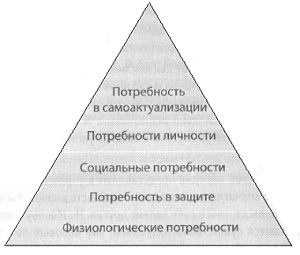 Потребность
в самоактуализации
Потребности личности
Социальные потребности
Потребность в защите
Физиологические потребности